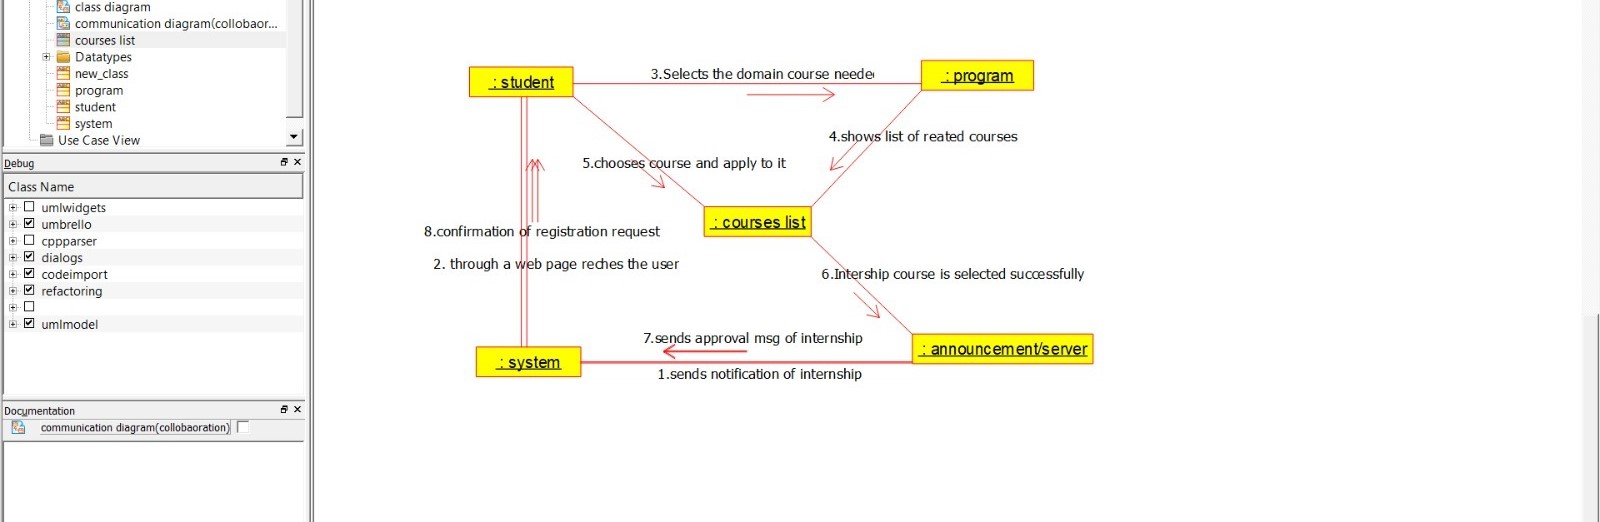 class diagram
communication diagram(collobaor...
courses list
Datatypes
new_class
program
student
system
Use Case View
Debug
Class Name
umlwidgets
umbrello
cppparser
dialogs
codeimport
refactoring
umlmodel
Documentation
communication diagram(collobaoration)
: student
3.Selects the domain course neede
: program
4.shows list of reated courses
5.chooses course and apply to it
: courses list
8.confirmation of registration request
2. through a web page reches the user
6.Intership course is selected successfully
7.sends approval msg of internship
: announcement/server
: system
1.sends notification of internship